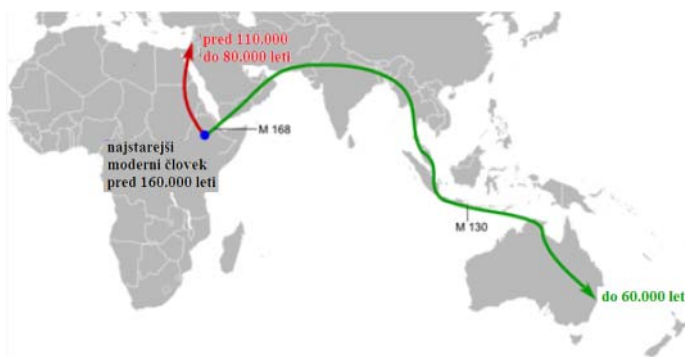 pred 110.000
do 80.000 leti
M 168
najstarejši
moderni človek
pred 160.000 leti
M 130
do 60.000 let